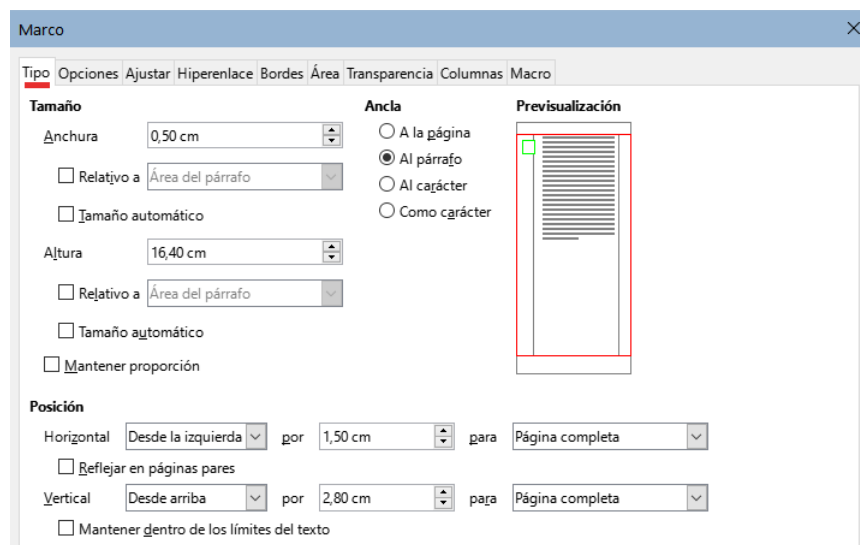 Marco
Tipo Opciones Ajustar Hiperenlace Bordes Área Transparencia Columnas Macro
Tamaño
Anchura 0,50 cm
Relativo a Área del párrafo
Tamaño automático
Altura 16,40 cm
Relativo a Área del párrafo
Tamaño automático
Mantener proporción
Ancla
A la página
Al párrafo
Al carácter
Como carácter
Previsualización
Posición
Horizontal Desde la izquierda por 1,50 cm para Página completa
Reflejar en páginas pares
Vertical Desde arriba por 2,80 cm para Página completa
Mantener dentro de los límites del texto